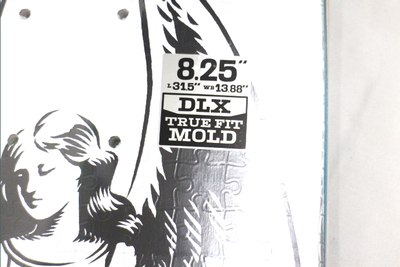 8.25"
L 31.5" WB 13.88"
DLX
TRUE FIT
MOLD